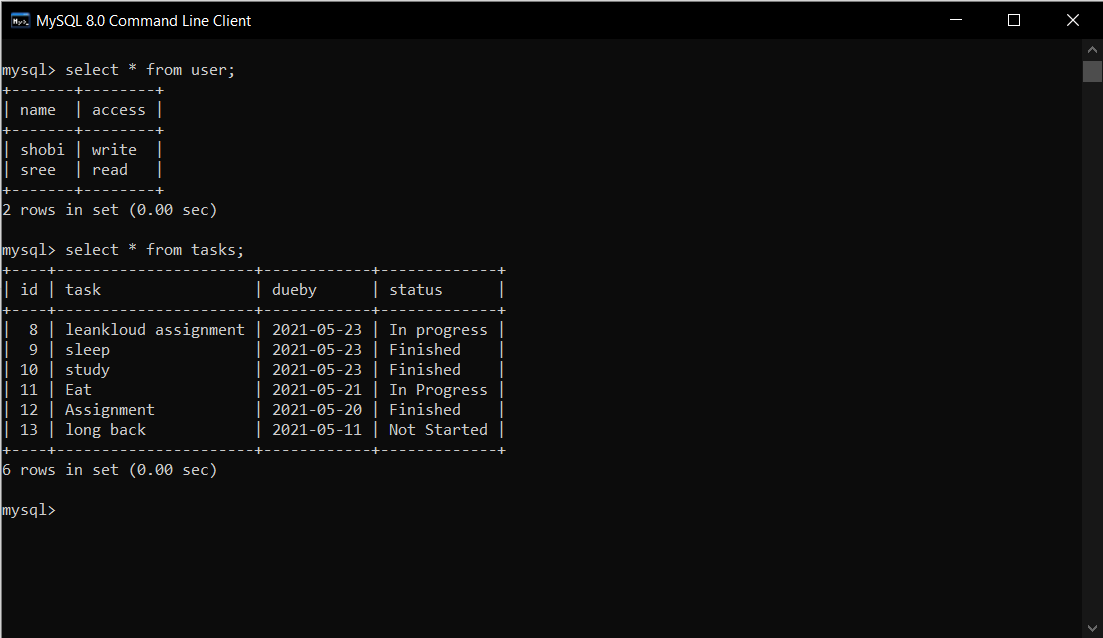 MySQL 8.0 Command Line Client
mysql> select * from user;
+-------+--------+
| name  | access |
+-------+--------+
| shobi | write  |
| sree  | read   |
+-------+--------+
2 rows in set (0.00 sec)
mysql> select * from tasks;
+----+----------------------+------------+-------------+
| id | task                 | dueby      | status      |
+----+----------------------+------------+-------------+
|  8 | leankloud assignment | 2021-05-23 | In progress |
|  9 | sleep                | 2021-05-23 | Finished    |
| 10 | study                | 2021-05-23 | Finished    |
| 11 | Eat                  | 2021-05-21 | In Progress |
| 12 | Assignment           | 2021-05-20 | Finished    |
| 13 | long back            | 2021-05-11 | Not Started |
+----+----------------------+------------+-------------+
6 rows in set (0.00 sec)
mysql>